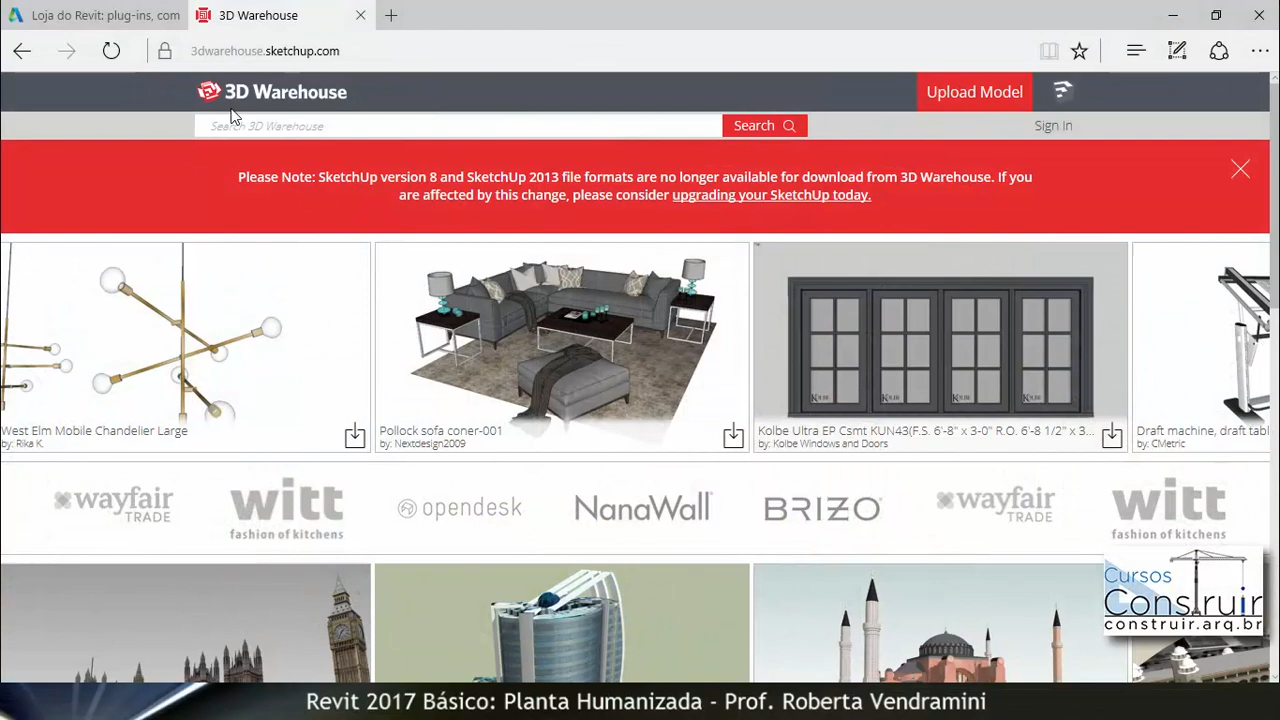 Loja do Revit: plug-ins, com
3D Warehouse
3dwarehouse.sketchup.com
3D Warehouse
Upload Model
Search 3D Warehouse
Search
Sign In
Please Note: SketchUp version 8 and SketchUp 2013 file formats are no longer available for download from 3D Warehouse. If you
are affected by this change, please consider upgrading your SketchUp today.
West Elm Mobile Chandelier Large
by: Rika K.
Pollock sofa coner-001
by: Nextdesign2009
KOLBE
KOLBE
Kolbe Ultra EP Csmt KUN43(F.S. 6'-8" x 3-0" R.O. 6'-8 1/2" x 3...
by: Kolbe Windows and Doors
Draft machine, draft tabl
by: CMetric
wayfair
TRADE
witt
fashion of kitchens
opendesk
NanaWall
BRIZO
wayfair
TRADE
witt
fashion of kitchens
Cursos
Construir
construir.arq.br
Revit 2017 Básico: Planta Humanizada - Prof. Roberta Vendramini